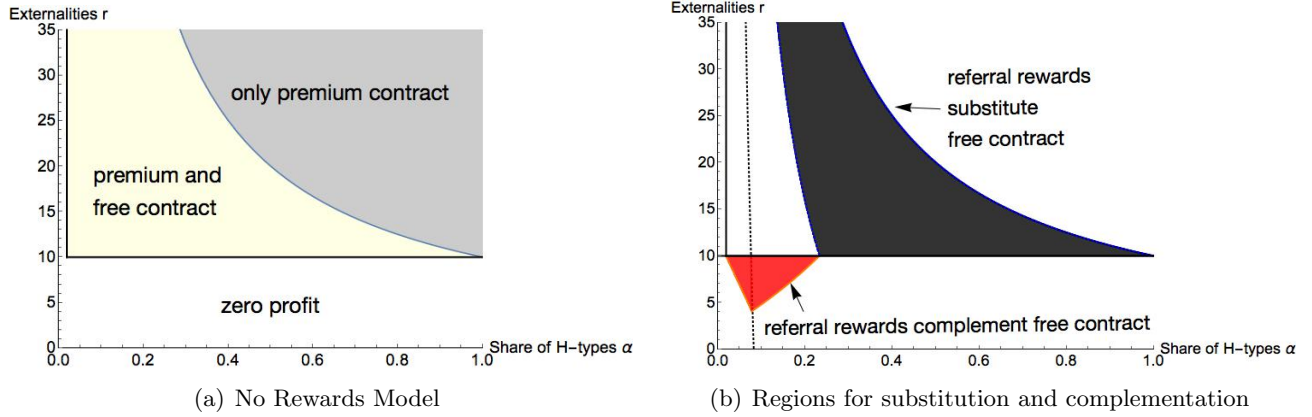 Externalities r
35
30
25
20
15
10
5
0
0.0
0.2
0.4
0.6
0.8
1.0
Share of H-types α
only premium contract
premium and
free contract
zero profit
(a) No Rewards Model
Externalities r
35
30
25
20
15
10
5
0
0.0
0.2
0.4
0.6
0.8
1.0
Share of H-types α
referral rewards
substitute
free contract
referral rewards complement free contract
(b) Regions for substitution and complementation